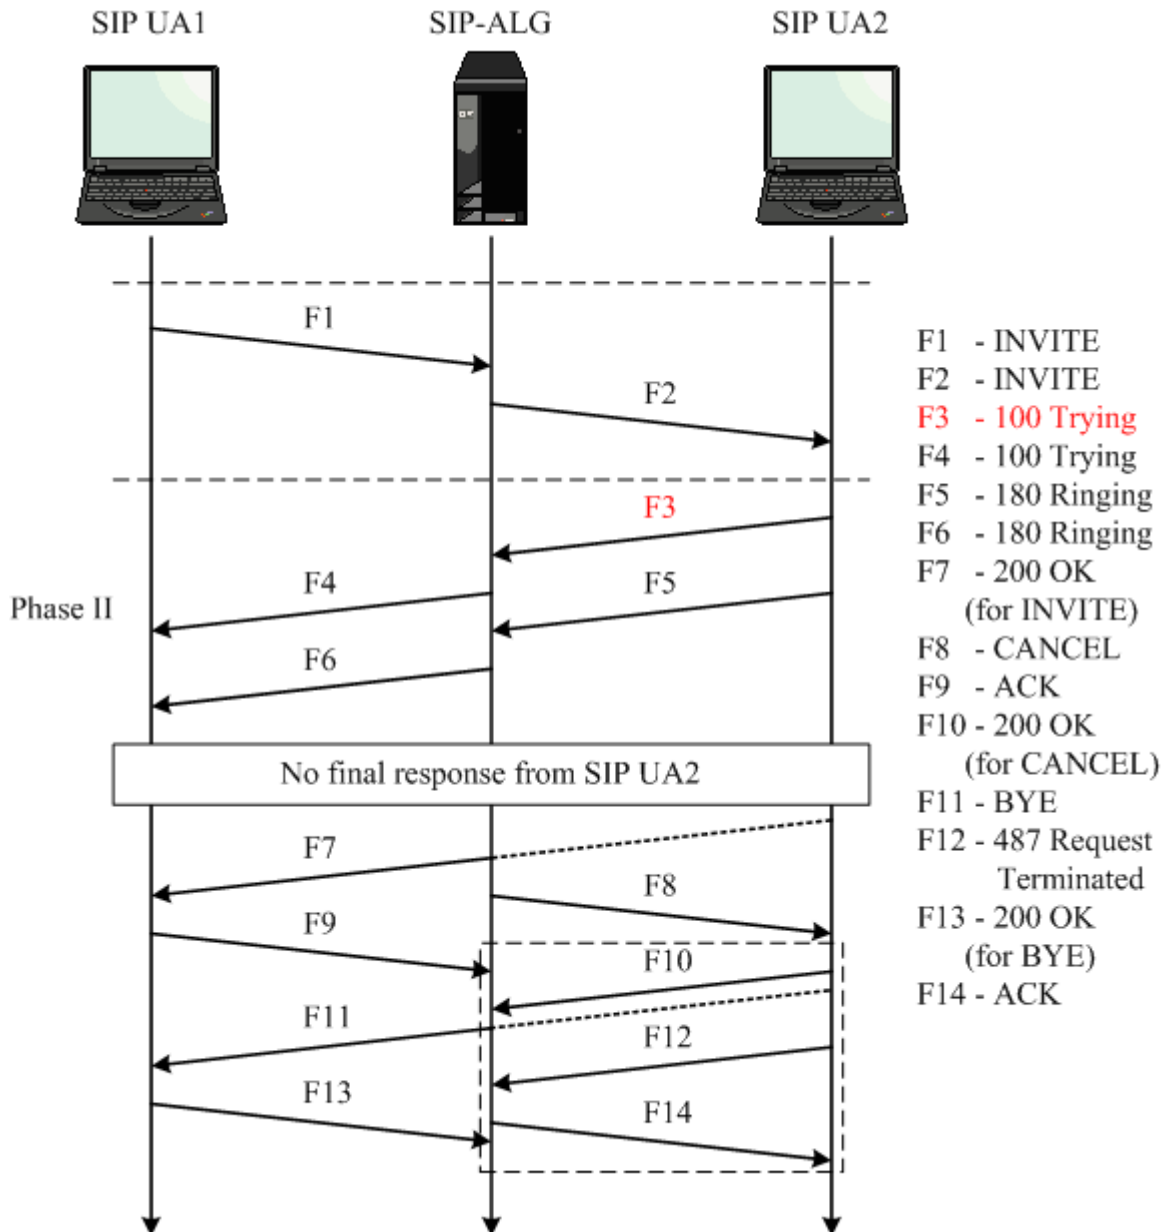 SIP UA1
SIP-ALG
SIP UA2
F1
F2
F3
F4
F5
Phase II
F6
No final response from SIP UA2
F7
F8
F9
F10
F11
F12
F13
F14
F1 - INVITE
F2 - INVITE
F3 - 100 Trying
F4 - 100 Trying
F5 - 180 Ringing
F6 - 180 Ringing
F7 - 200 OK
(for INVITE)
F8 - CANCEL
F9 - ACK
F10 - 200 OK
(for CANCEL)
F11 - BYE
F12 - 487 Request
Terminated
F13 - 200 OK
(for BYE)
F14 - ACK